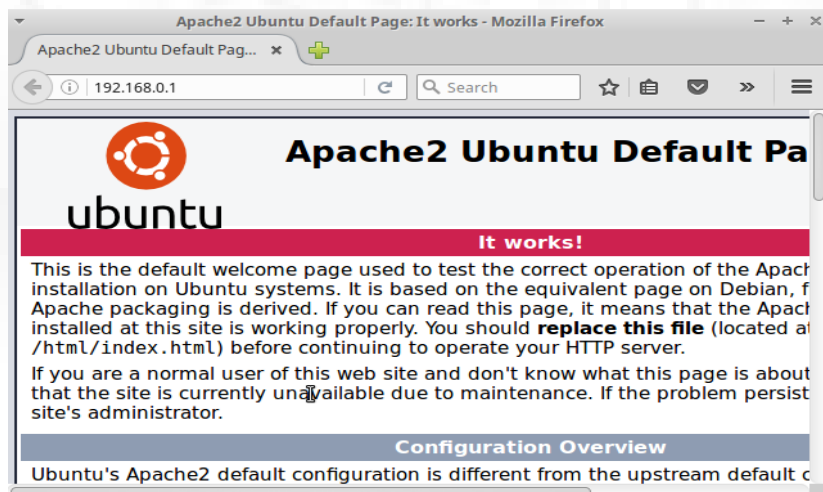 Apache2 Ubuntu Default Page: It works - Mozilla Firefox
Apache2 Ubuntu Default Pag...
192.168.0.1
Search
ubuntu
Apache2 Ubuntu Default Pa
It works!
This is the default welcome page used to test the correct operation of the Apach
installation on Ubuntu systems. It is based on the equivalent page on Debian, f
Apache packaging is derived. If you can read this page, it means that the Apach
installed at this site is working properly. You should replace this file (located at
/html/index.html) before continuing to operate your HTTP server.
If you are a normal user of this web site and don't know what this page is about
that the site is currently unavailable due to maintenance. If the problem persist
site's administrator.
Configuration Overview
Ubuntu's Apache2 default configuration is different from the upstream default c